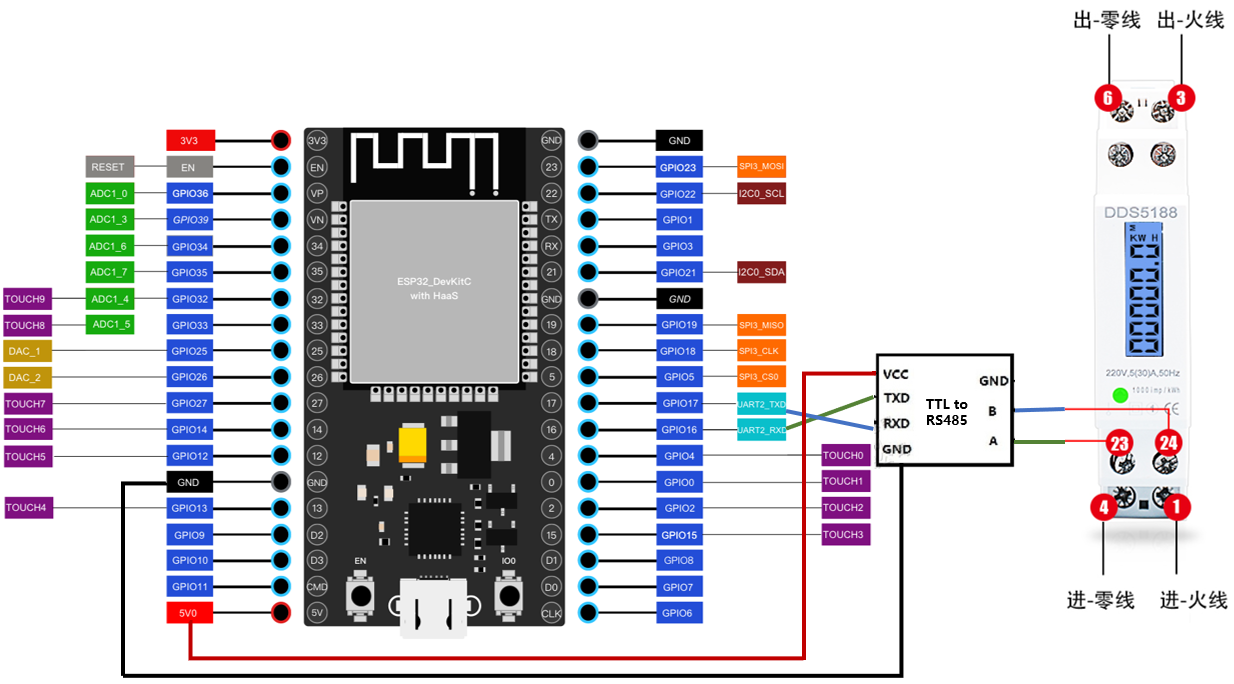 出-零线 出-火线
6 3
3V3 3V3 GND GND
RESET EN EN 23 GPIO23 SPI3_MOSI
ADC1_0 GPIO36 VP 22 GPIO22 I2C0_SCL
ADC1_3 GPIO39 VN TX GPIO1
ADC1_6 GPIO34 34 RX GPIO3
ADC1_7 GPIO35 35 21 GPIO21 I2C0_SDA
TOUCH9 ADC1_4 GPIO32 32 GND GND
TOUCH8 ADC1_5 GPIO33 33 19 GPIO19 SPI3_MISO
DAC_1 GPIO25 25 18 GPIO18 SPI3_CLK
DAC_2 GPIO26 26 5 GPIO5 SPI3_CS0
TOUCH7 GPIO27 27 17 GPIO17 UART2_TXD
TOUCH6 GPIO14 14 16 GPIO16 UART2_RXD
TOUCH5 GPIO12 12 4 GPIO4 TOUCH0
GND GND 0 GPIO0 TOUCH1
TOUCH4 GPIO13 13 2 GPIO2 TOUCH2
GPIO9 D2 15 GPIO15 TOUCH3
GPIO10 D3 D1 GPIO8
GPIO11 CMD D0 GPIO7
5V0 5V CLK GPIO6
ESP32_DevKitC
with HaaS
EN IO0
VCC
TXD
RXD
GND
TTL to
RS485
GND
B
A
DDS5188
M
KW H
220V,5(30)A,50Hz
1000imp/kWh
CE
23 24
4 1
进-零线 进-火线